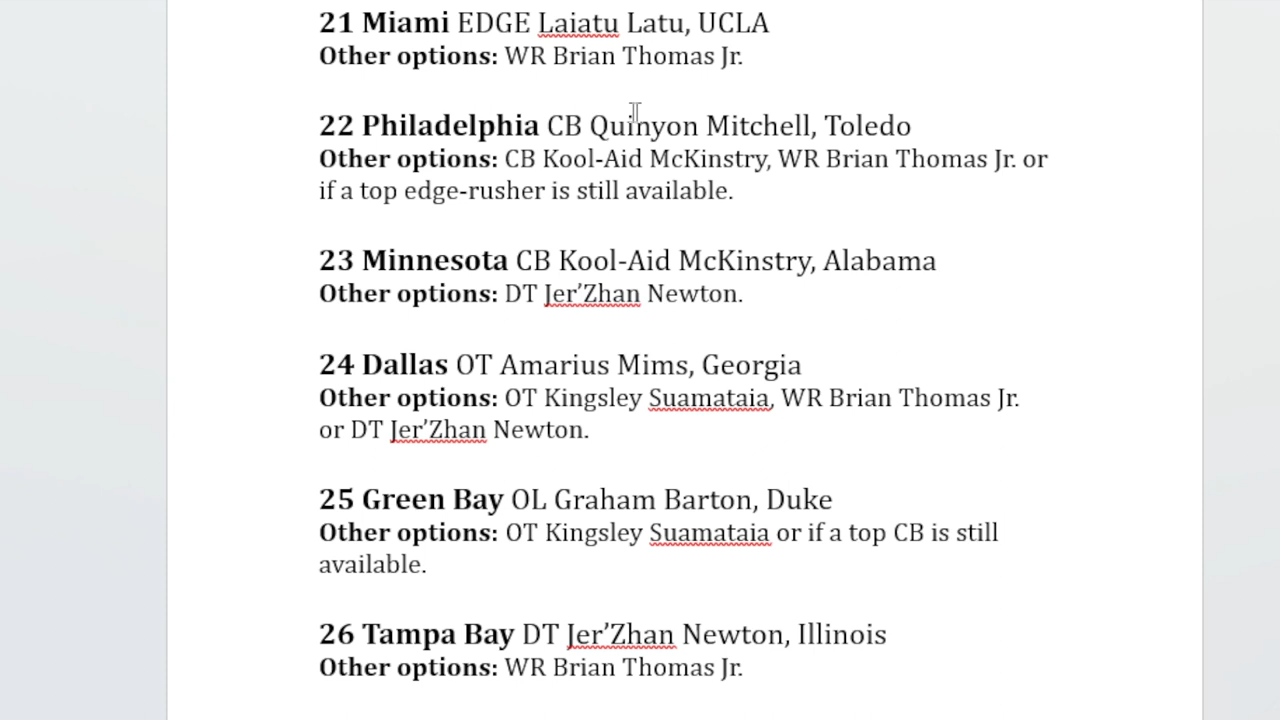 21 Miami EDGE Laiatu Latu, UCLA
Other options: WR Brian Thomas Jr.
22 Philadelphia CB Quinyon Mitchell, Toledo
Other options: CB Kool-Aid McKinstry, WR Brian Thomas Jr. or
if a top edge-rusher is still available.
23 Minnesota CB Kool-Aid McKinstry, Alabama
Other options: DT Jer’Zhan Newton.
24 Dallas OT Amarius Mims, Georgia
Other options: OT Kingsley Suamataia, WR Brian Thomas Jr.
or DT Jer’Zhan Newton.
25 Green Bay OL Graham Barton, Duke
Other options: OT Kingsley Suamataia or if a top CB is still
available.
26 Tampa Bay DT Jer’Zhan Newton, Illinois
Other options: WR Brian Thomas Jr.